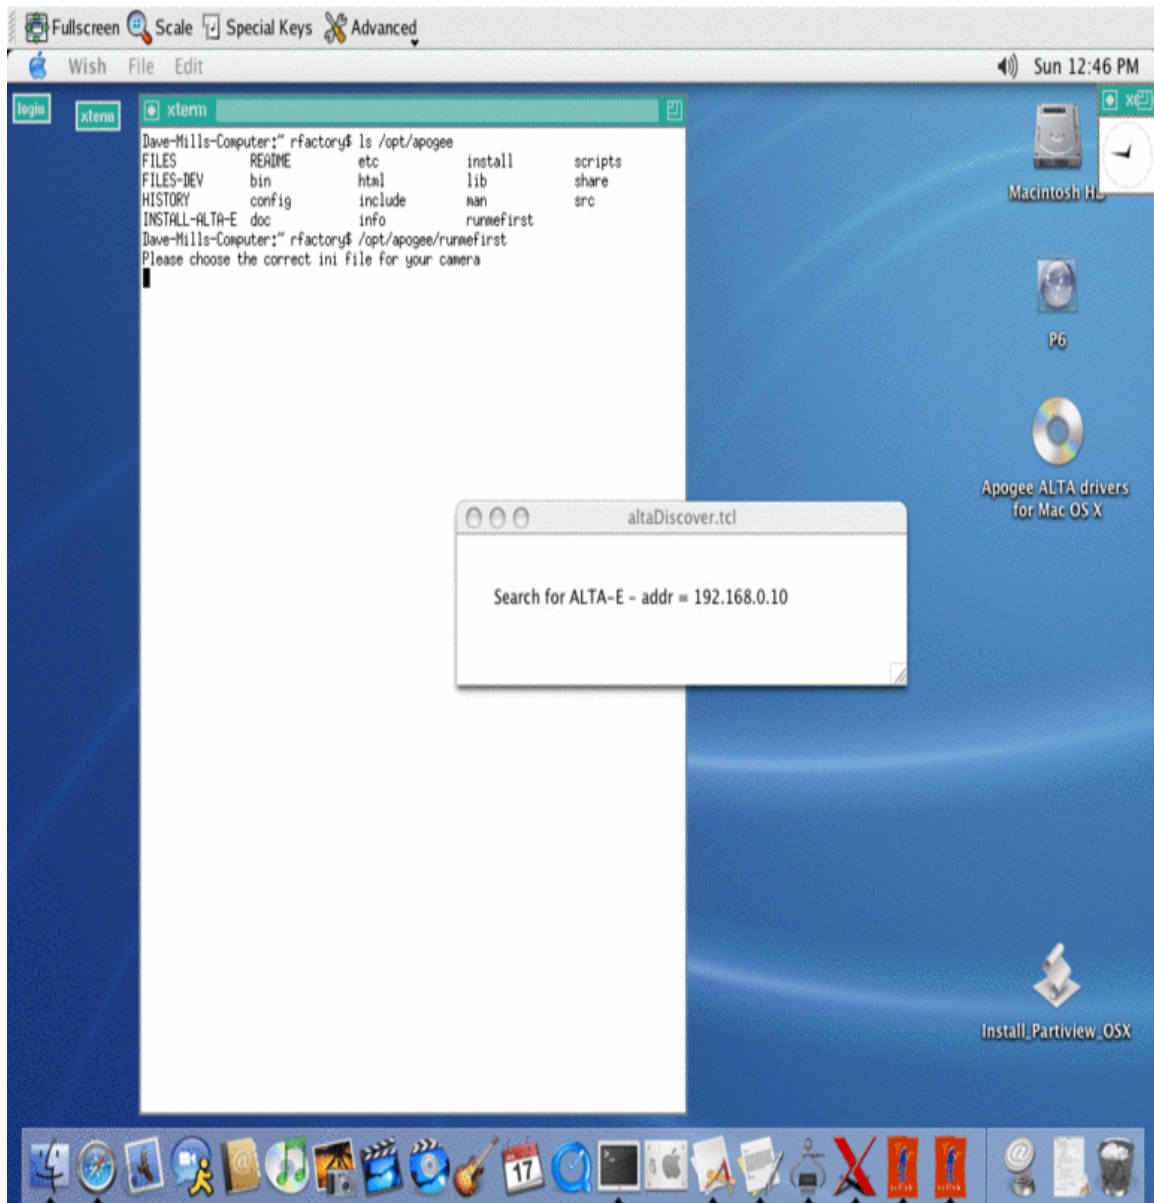 Fullscreen Scale Special Keys Advanced
Wish File Edit Sun 12:46 PM
login
xterm
xterm
Dave-Mills-Computer:~ rfactory$ ls /opt/apogee
FILES README etc install scripts
FILES-DEV bin html lib share
HISTORY config include man src
INSTALL-ALTA-E doc info runmefirst
Dave-Mills-Computer:~ rfactory$ /opt/apogee/runmefirst
Please choose the correct ini file for your camera
altaDiscover.tcl
Search for ALTA-E - addr = 192.168.0.10
Macintosh
P6
Apogee ALTA drivers
for Mac OS X
Install_Partiview_OSX
17